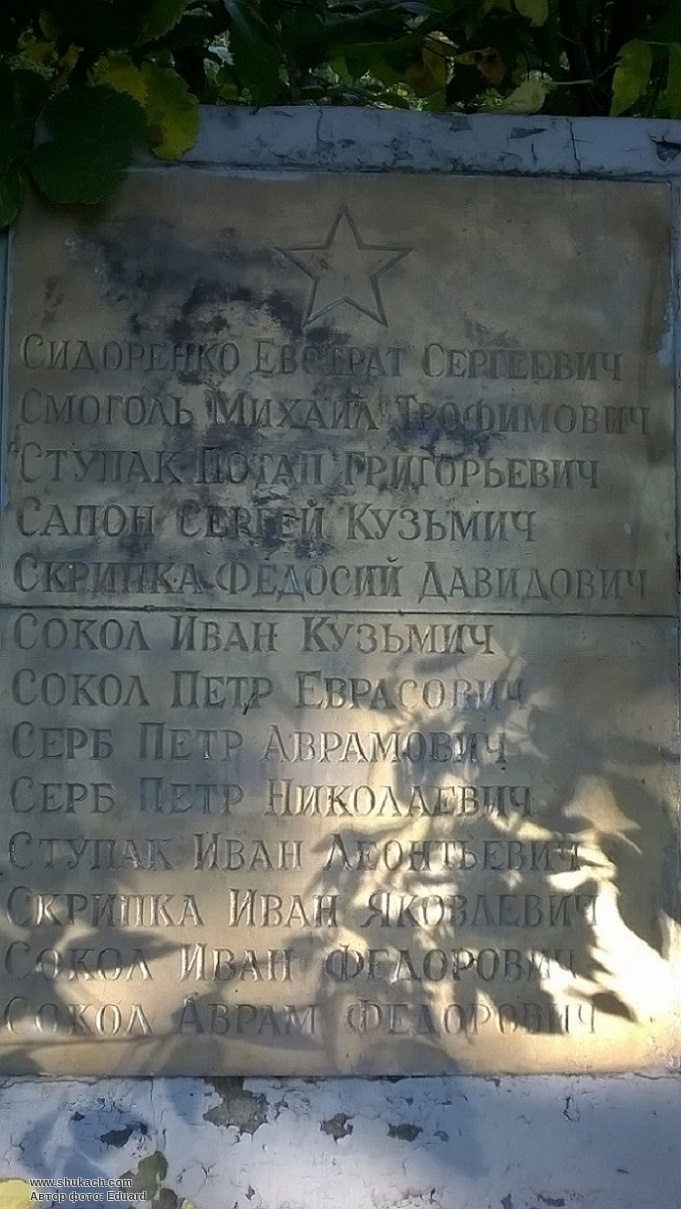 Сидоренко Евстрат Сергеевич
Смоголь Михаил Трофимович
Ступак Потап Григорьевич
Сапон Сергей Кузьмич
Скрипка Федосий Давидович
Сокол Иван Кузьмич
Сокол Петр Еврасович
Серб Петр Аврамович
Серб Петр Николаевич
Ступак Иван Леонтьевич
Скрипка Иван Яковлевич
Сокол Иван Федорович
Сокол Аврам Федорович
www.shukach.com
Автор фото: Eduard